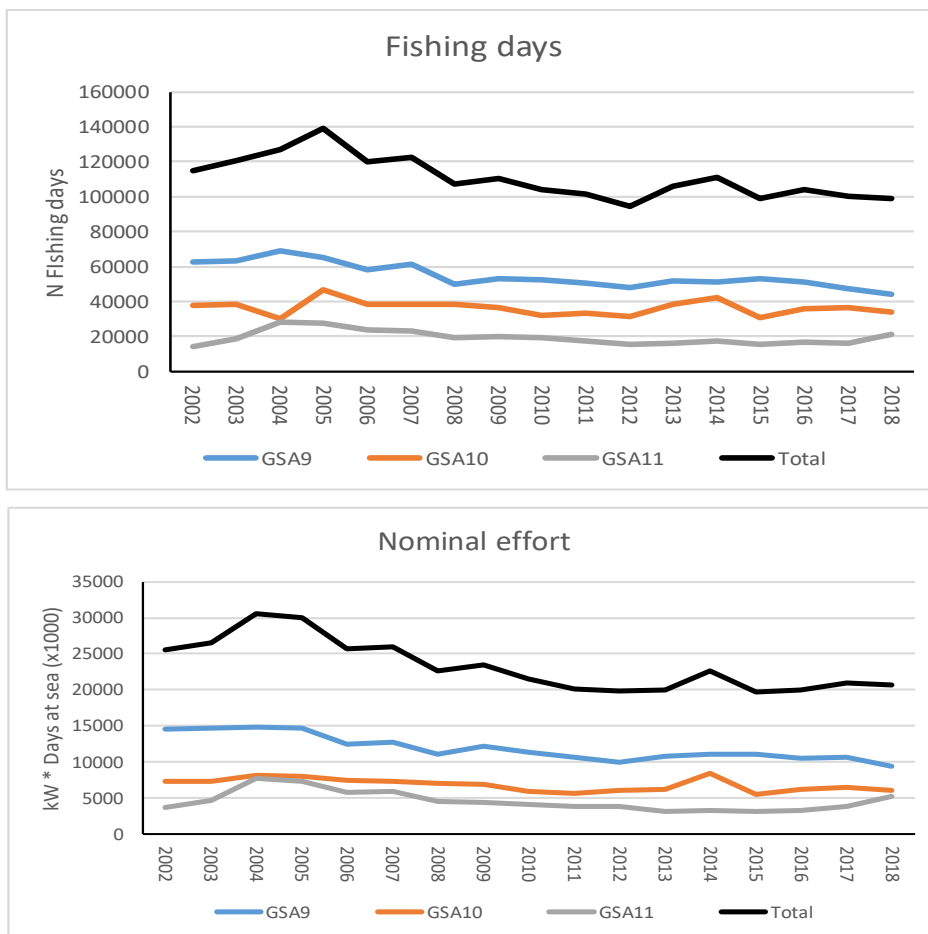 Fishing days
N FIshing days
160000
140000
120000
100000
80000
60000
40000
20000
0
2002 2003 2004 2005 2006 2007 2008 2009 2010 2011 2012 2013 2014 2015 2016 2017 2018
GSA9 GSA10 GSA11 Total
Nominal effort
kW * Days at sea (x1000)
35000
30000
25000
20000
15000
10000
5000
0
2002 2003 2004 2005 2006 2007 2008 2009 2010 2011 2012 2013 2014 2015 2016 2017 2018
GSA9 GSA10 GSA11 Total